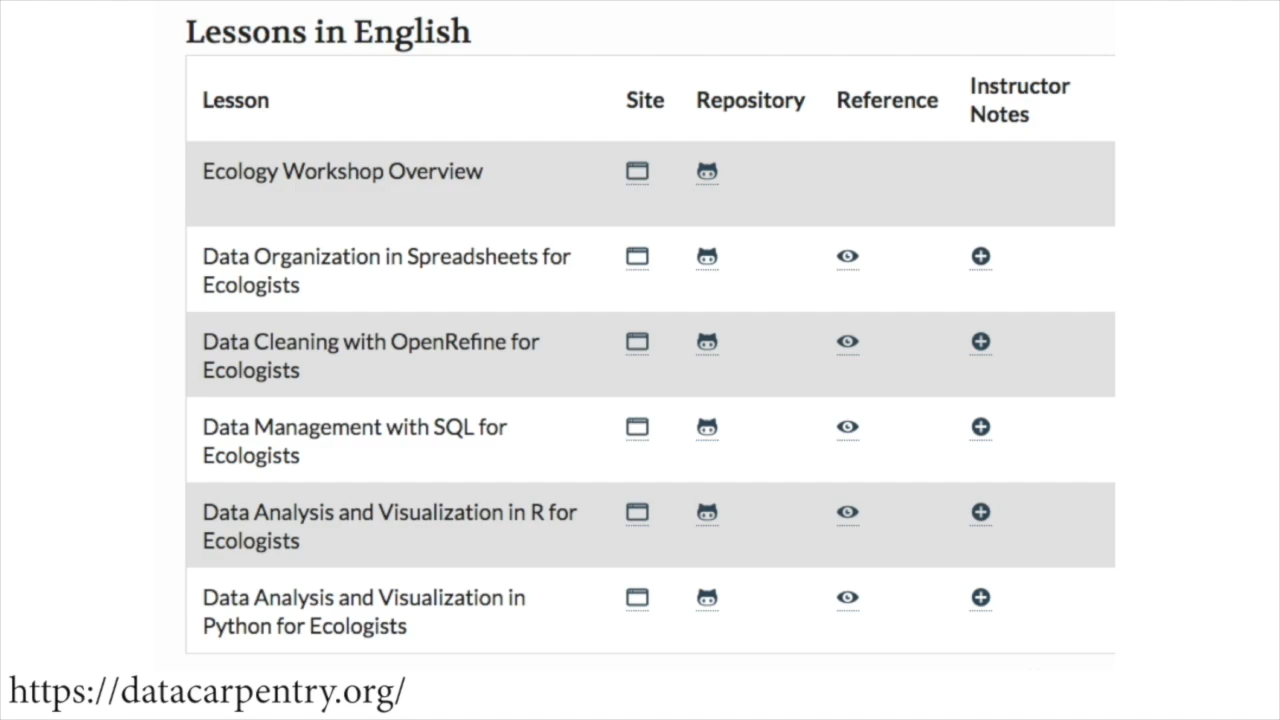 Lessons in English
Lesson Site Repository Reference Instructor Notes
Ecology Workshop Overview
Data Organization in Spreadsheets for
Ecologists
Data Cleaning with OpenRefine for
Ecologists
Data Management with SQL for
Ecologists
Data Analysis and Visualization in R for
Ecologists
Data Analysis and Visualization in
Python for Ecologists
https://datacarpentry.org/